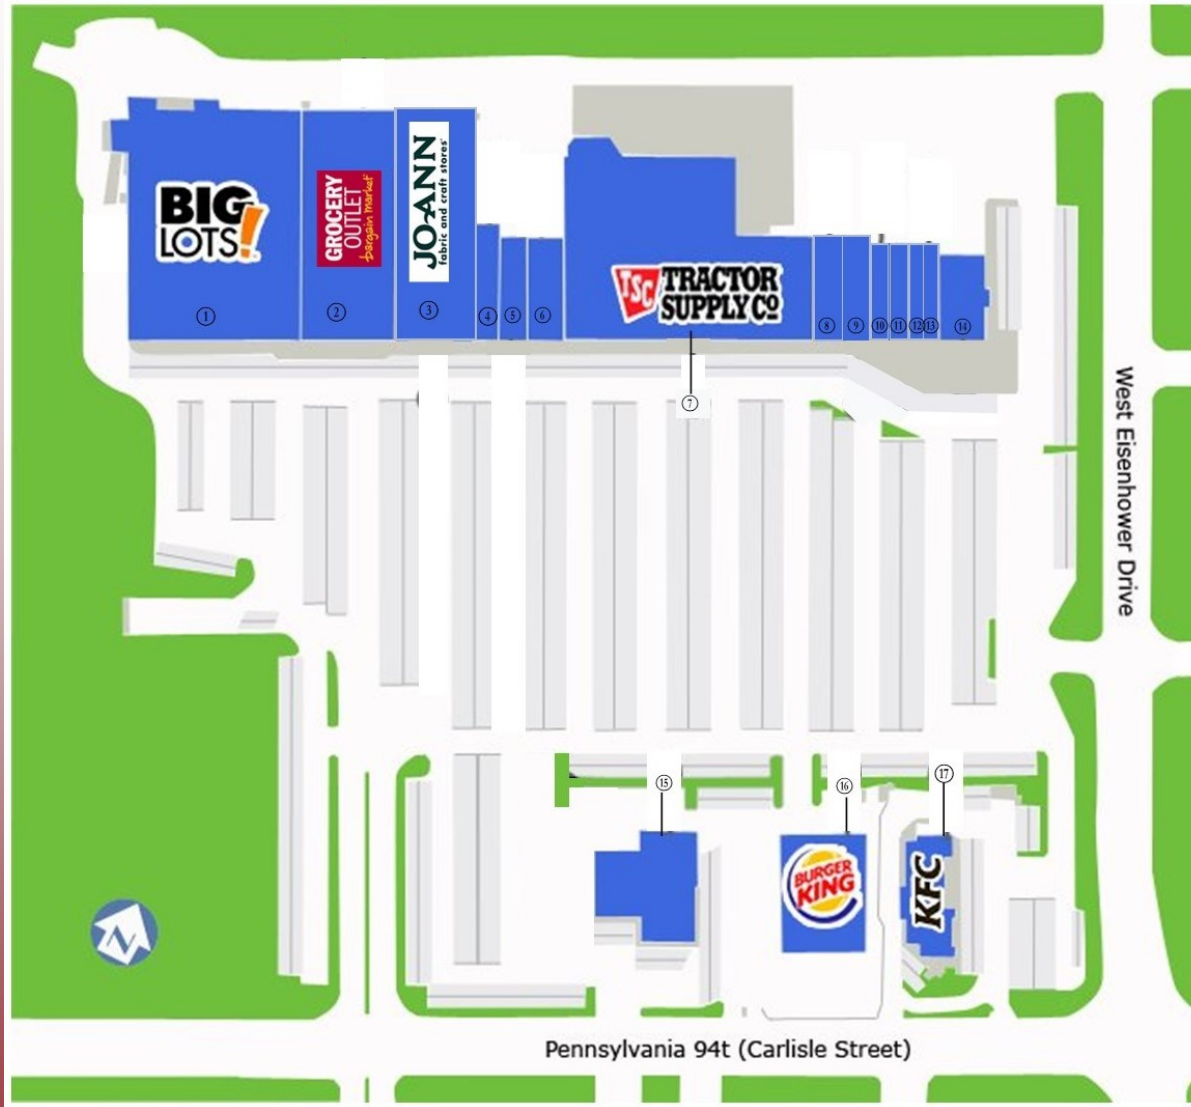 BIG
LOTS!
GROCERY
OUTLET
bargain market
JO-ANN
fabric and craft stores
TSC
TRACTOR
SUPPLY CO
1
2
3
4
5
6
7
8
9
10
11
12
13
14
West Eisenhower Drive
15
16
17
BURGER
KING
KFC
N
Pennsylvania 94t (Carlisle Street)